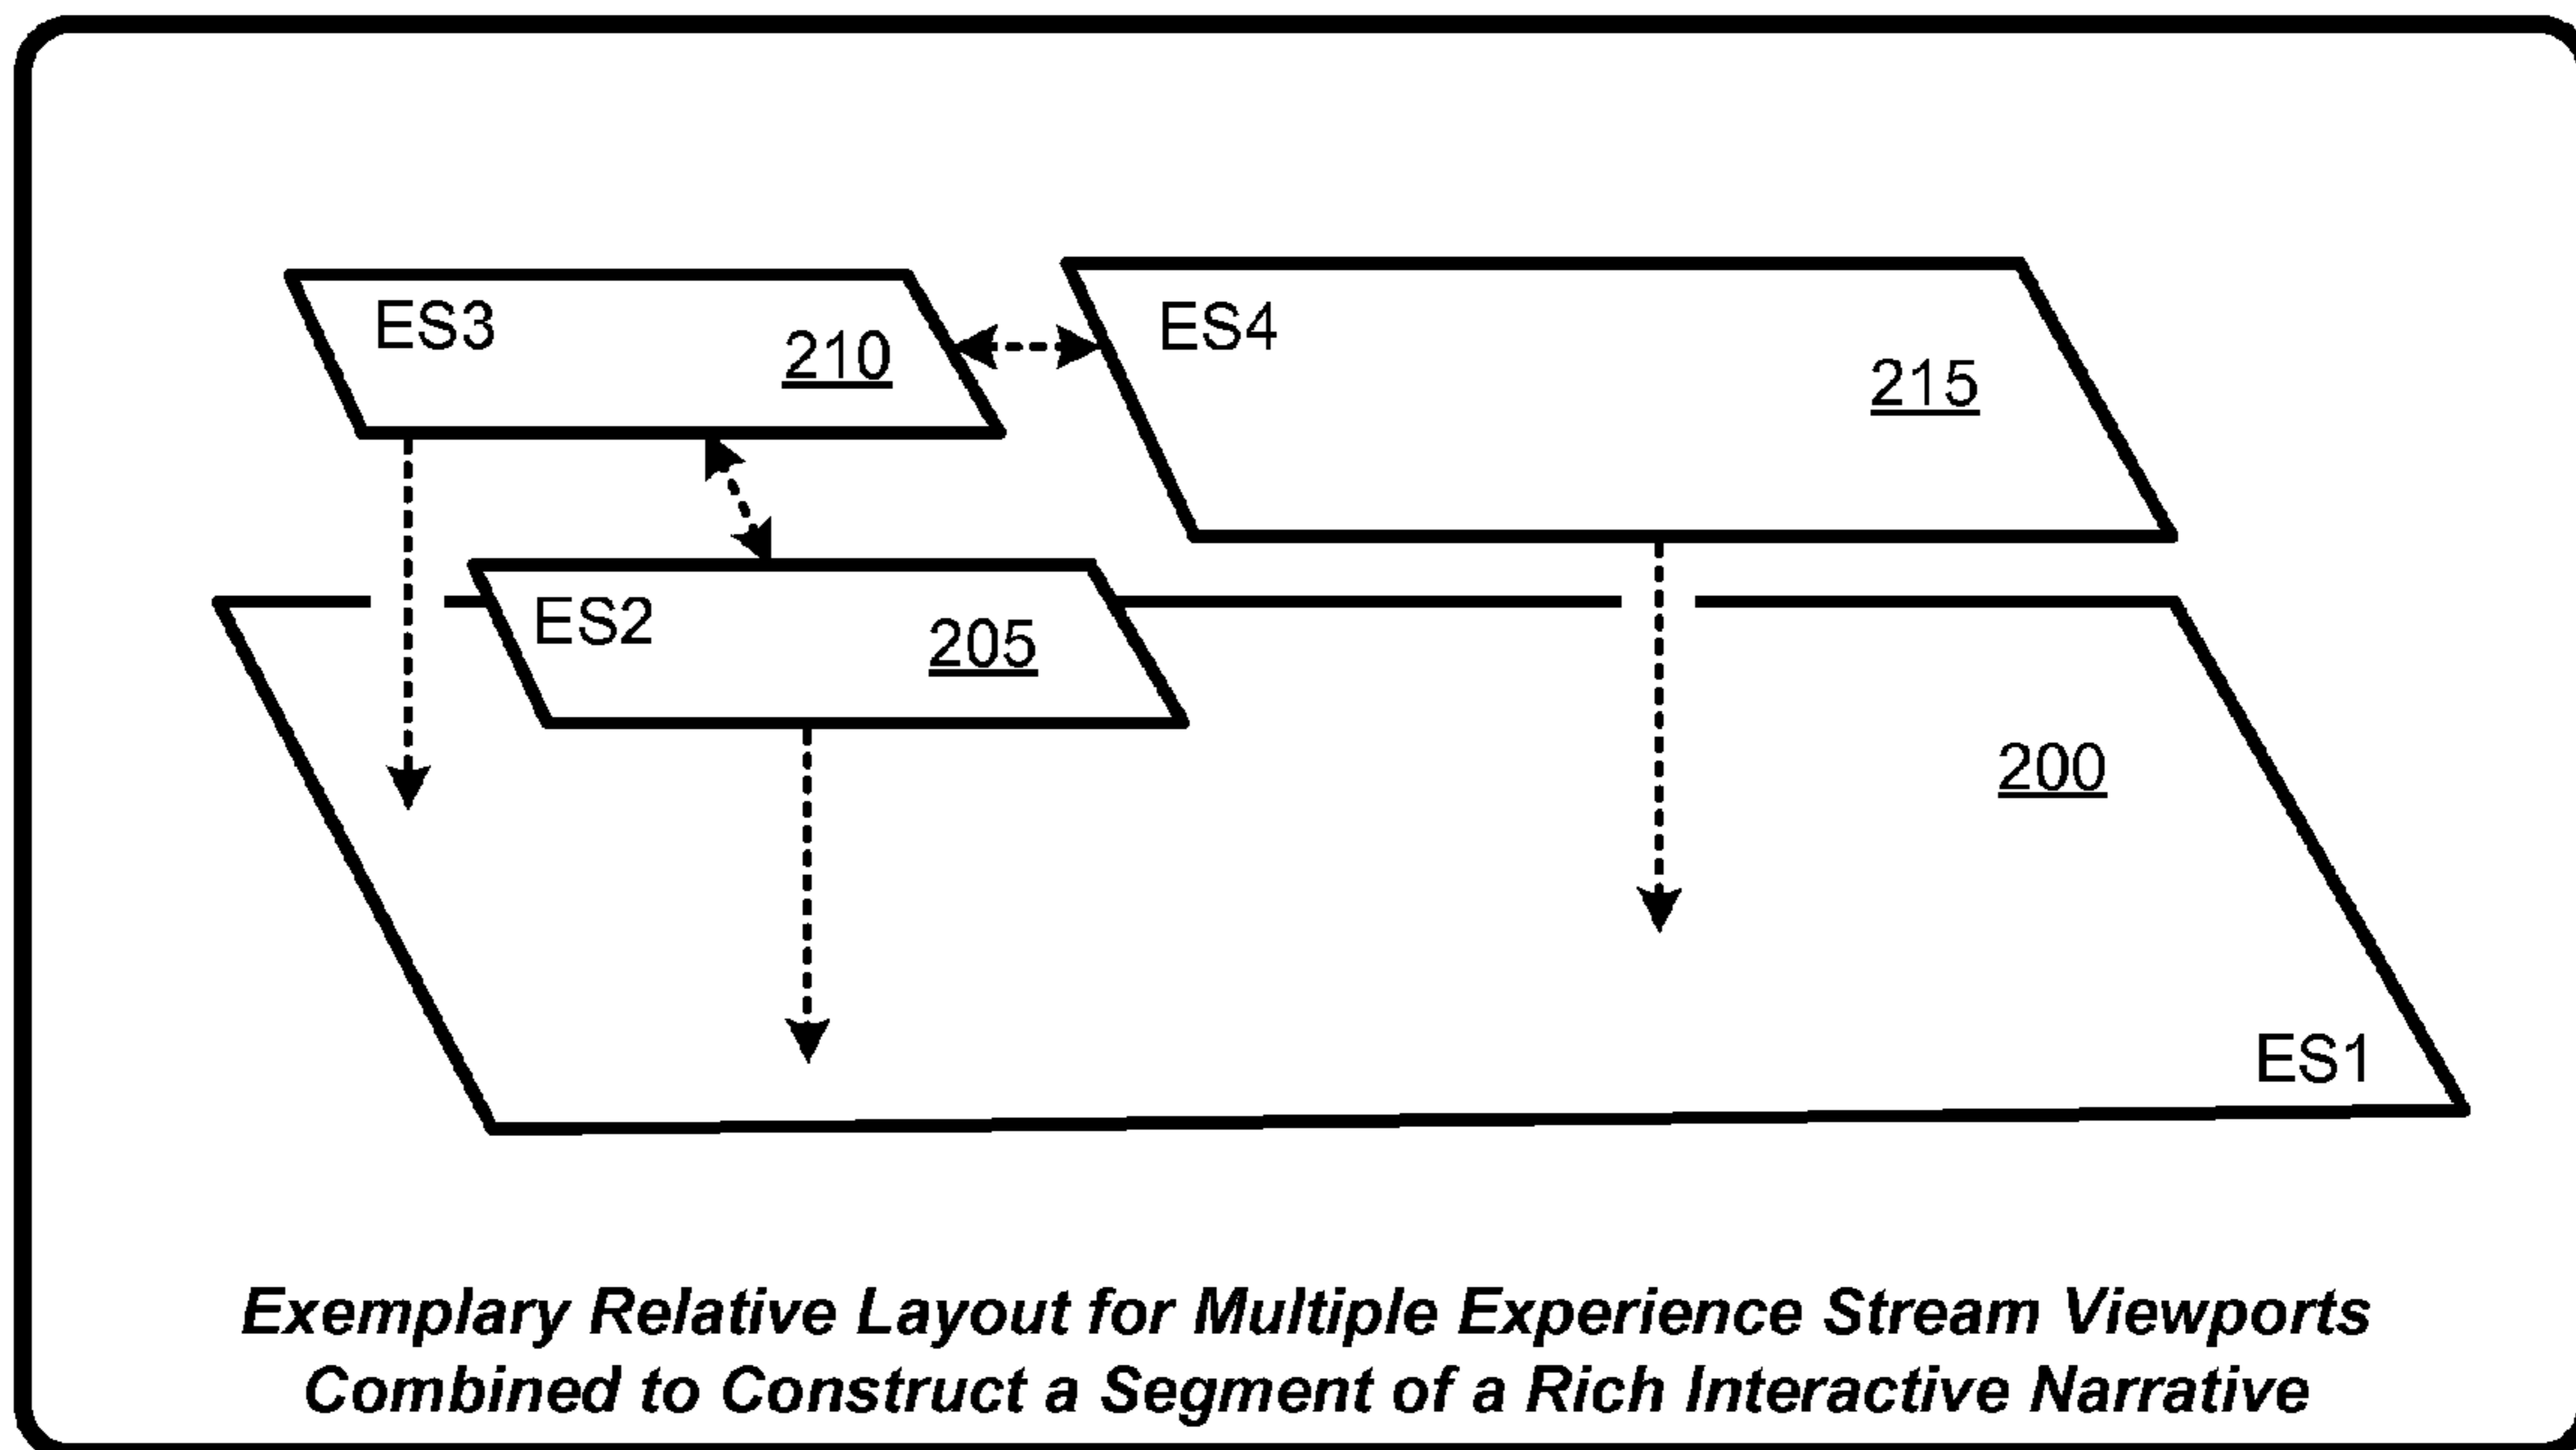 ES3
210
ES4
215
ES2
205
200
ES1
Exemplary Relative Layout for Multiple Experience Stream Viewports
Combined to Construct a Segment of a Rich Interactive Narrative